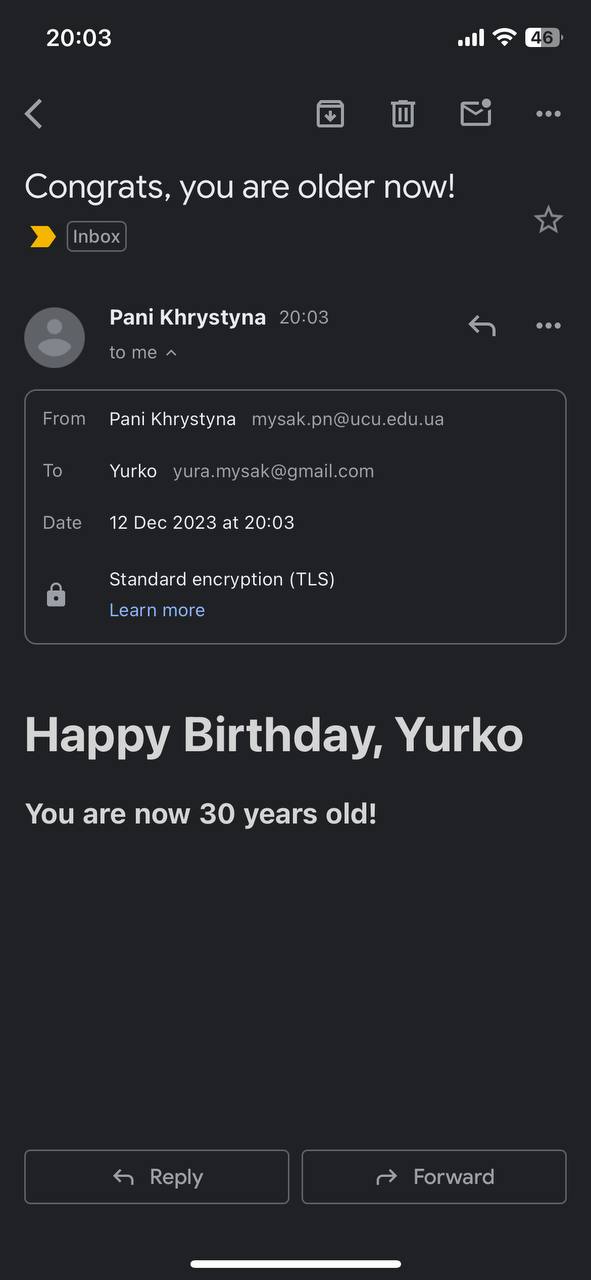 20:03
46
Congrats, you are older now!
Inbox
Pani Khrystyna 20:03
to me
From Pani Khrystyna mysak.pn@ucu.edu.ua
To Yurko yura.mysak@gmail.com
Date 12 Dec 2023 at 20:03
Standard encryption (TLS)
Learn more
Happy Birthday, Yurko
You are now 30 years old!
Reply Forward